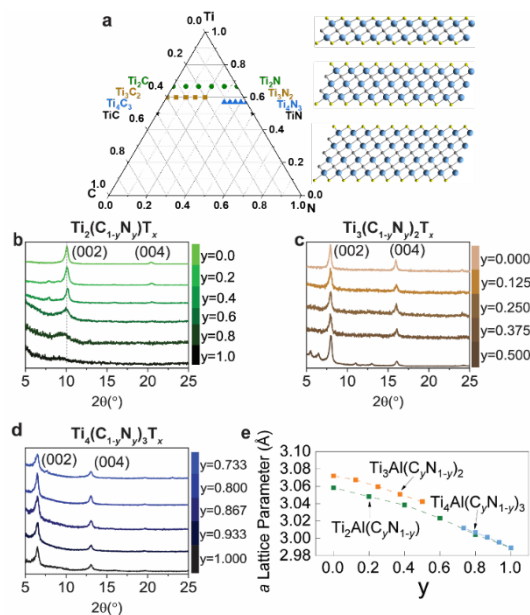 a
Ti
0.0
1.0
0.2
0.8
Ti₂C
0.4
Ti₂N
Ti₃C₂
0.6
Ti₃N₂
Ti₄C₃
0.6
Ti₄N₃
TiC
0.4
TiN
0.8
0.2
1.0
C
0.0
0.0
0.2
0.4
0.6
0.8
1.0
N
b
Ti₂(C₁₋yNy)Tₓ
(002)
(004)
y=0.0
y=0.2
y=0.4
y=0.6
y=0.8
y=1.0
5 10 15 20 25
2θ(°)
c
Ti₃(C₁₋yNy)₂Tₓ
(002)
(004)
y=0.000
y=0.125
y=0.250
y=0.375
y=0.500
5 10 15 20 25
2θ(°)
d
Ti₄(C₁₋yNy)₃Tₓ
(002)
(004)
y=0.733
y=0.800
y=0.867
y=0.933
y=1.000
5 10 15 20 25
2θ(°)
e
a Lattice Parameter (Å)
3.10
3.08
3.06
3.04
3.02
3.00
2.98
Ti₃Al(CyN₁₋y)₂
Ti₄Al(CyN₁₋y)₃
Ti₂Al(CyN₁₋y)
0.0 0.2 0.4 0.6 0.8 1.0
y